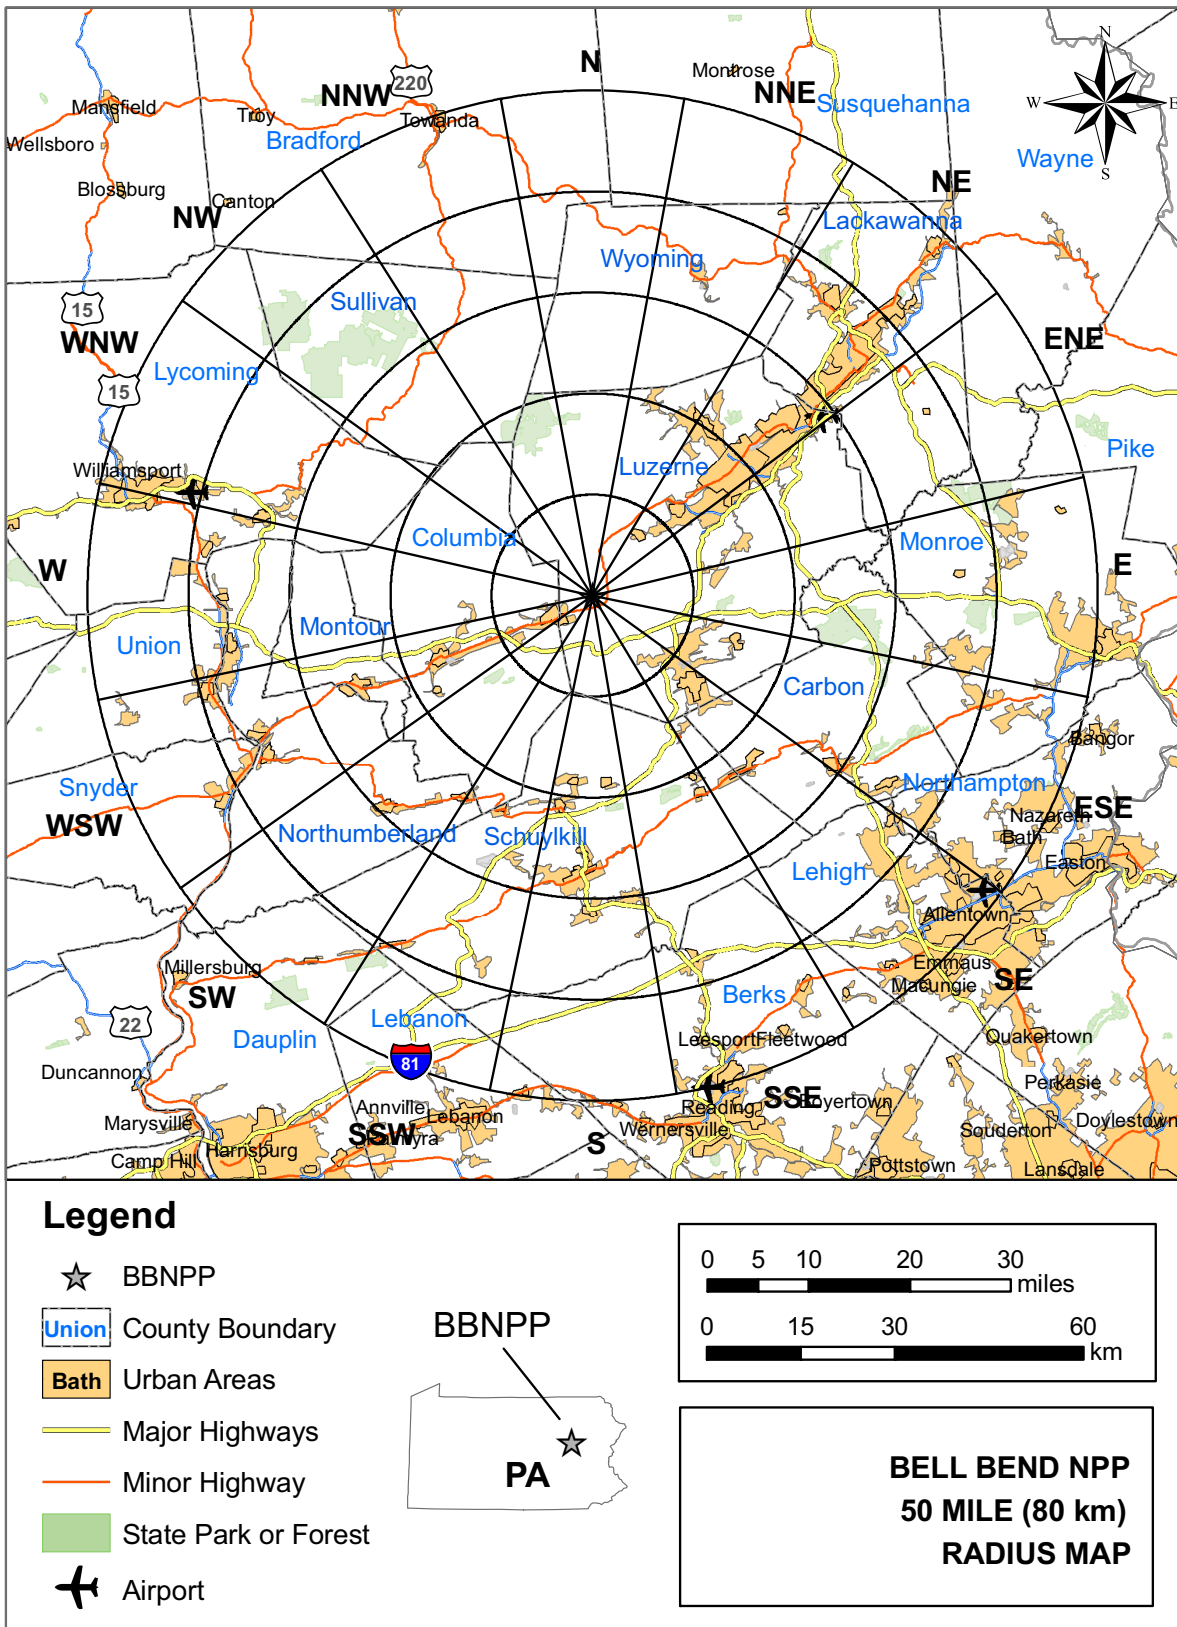 N
NNW
220
Montrose
NNE
Susquehanna
N
W
E
S
Mansfield
Troy
Towanda
Bradford
Wellsboro
Wayne
Blossburg
Canton
NW
NE
Lackawanna
Wyoming
Sullivan
15
WNW
ENE
Lycoming
15
Pike
Williamsport
Luzerne
Columbia
Monroe
W
E
Montour
Union
Carbon
Bangor
Snyder
Northampton
WSW
ESE
Nazareth
Northumberland
Schuylkill
Bath
Easton
Lehigh
Allentown
Emmaus
Millersburg
SE
Macungie
SW
Berks
22
Lebanon
Dauplin
Leesport
Fleetwood
Quakertown
81
Duncannon
Perkasie
Annville
Reading
SSE
Boyertown
Marysville
Lebanon
Doylestown
SSW
Wernersville
Souderton
Harrisburg
S
Camp Hill
Pottstown
Lansdale
Legend
BBNPP
Union County Boundary
Bath Urban Areas
Major Highways
Minor Highway
State Park or Forest
Airport
BBNPP
PA
0 5 10 20 30
miles
0 15 30 60
km
BELL BEND NPP
50 MILE (80 km)
RADIUS MAP